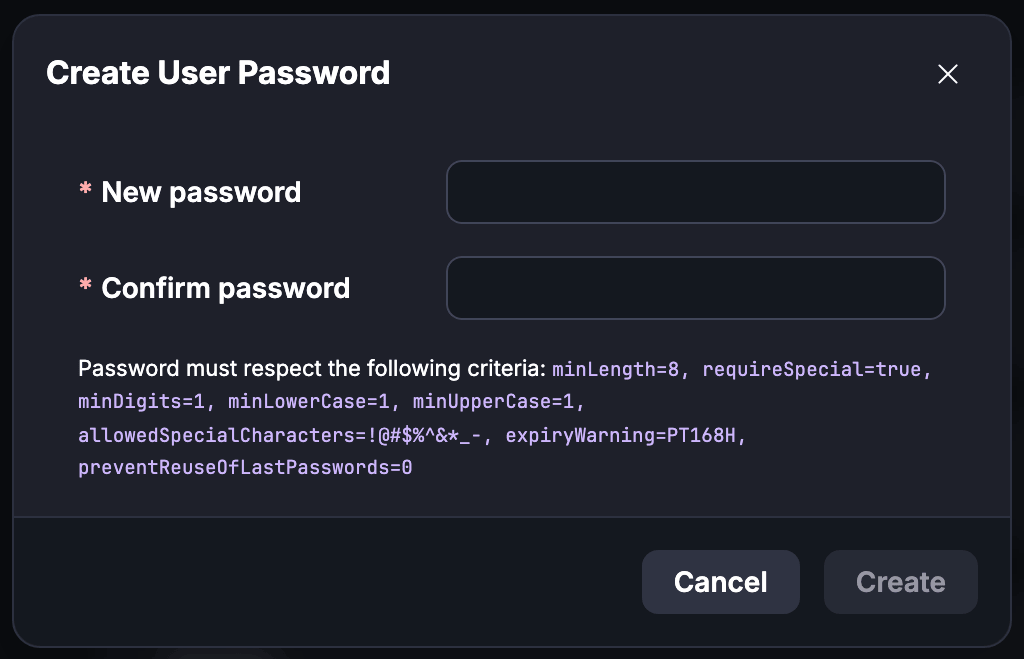 Create User Password
* New password
* Confirm password
Password must respect the following criteria: minLength=8, requireSpecial=true,
minDigits=1, minLowerCase=1, minUpperCase=1,
allowedSpecialCharacters=!@#$%^&*_-, expiryWarning=PT168H,
preventReuseOfLastPasswords=0
Cancel Create